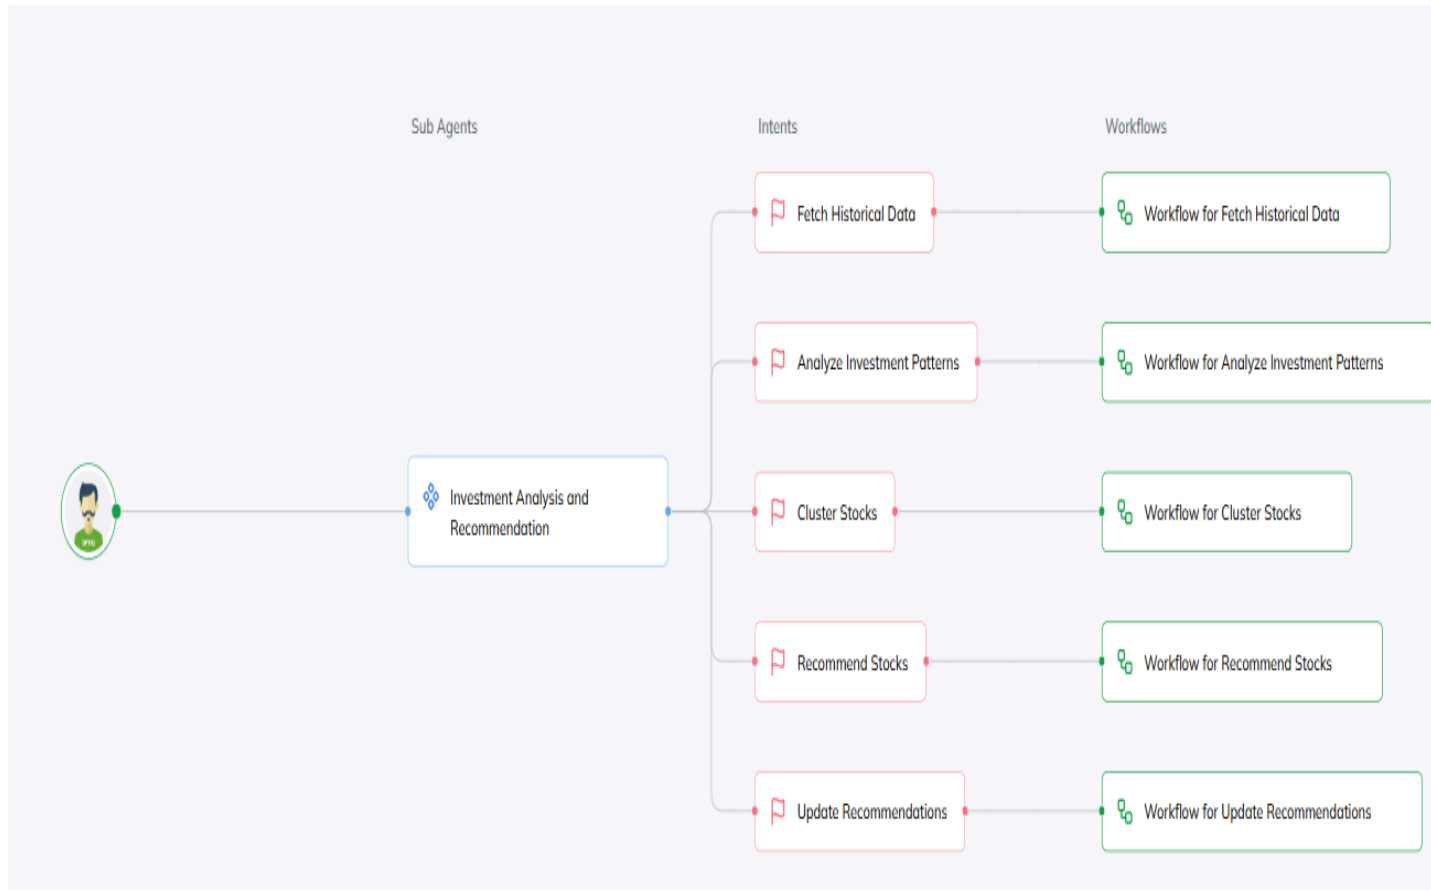 Sub Agents
Intents
Workflows
Fetch Historical Data
Workflow for Fetch Historical Data
Analyze Investment Patterns
Workflow for Analyze Investment Patterns
Investment Analysis and
Recommendation
Cluster Stocks
Workflow for Cluster Stocks
Recommend Stocks
Workflow for Recommend Stocks
Update Recommendations
Workflow for Update Recommendations